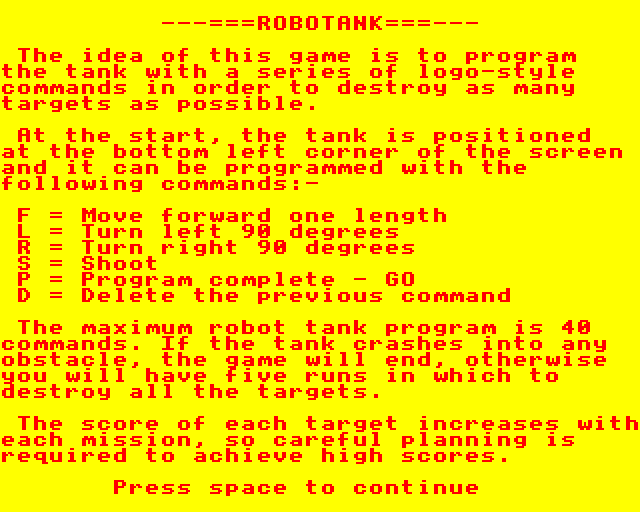 ---===ROBOTANK===---
The idea of this game is to program
the tank with a series of logo-style
commands in order to destroy as many
targets as possible.
At the start, the tank is positioned
at the bottom left corner of the screen
and it can be programmed with the
following commands:-
F = Move forward one length
L = Turn left 90 degrees
R = Turn right 90 degrees
S = Shoot
P = Program complete - GO
D = Delete the previous command
The maximum robot tank program is 40
commands. If the tank crashes into any
obstacle, the game will end, otherwise
you will have five runs in which to
destroy all the targets.
The score of each target increases with
each mission, so careful planning is
required to achieve high scores.
Press space to continue